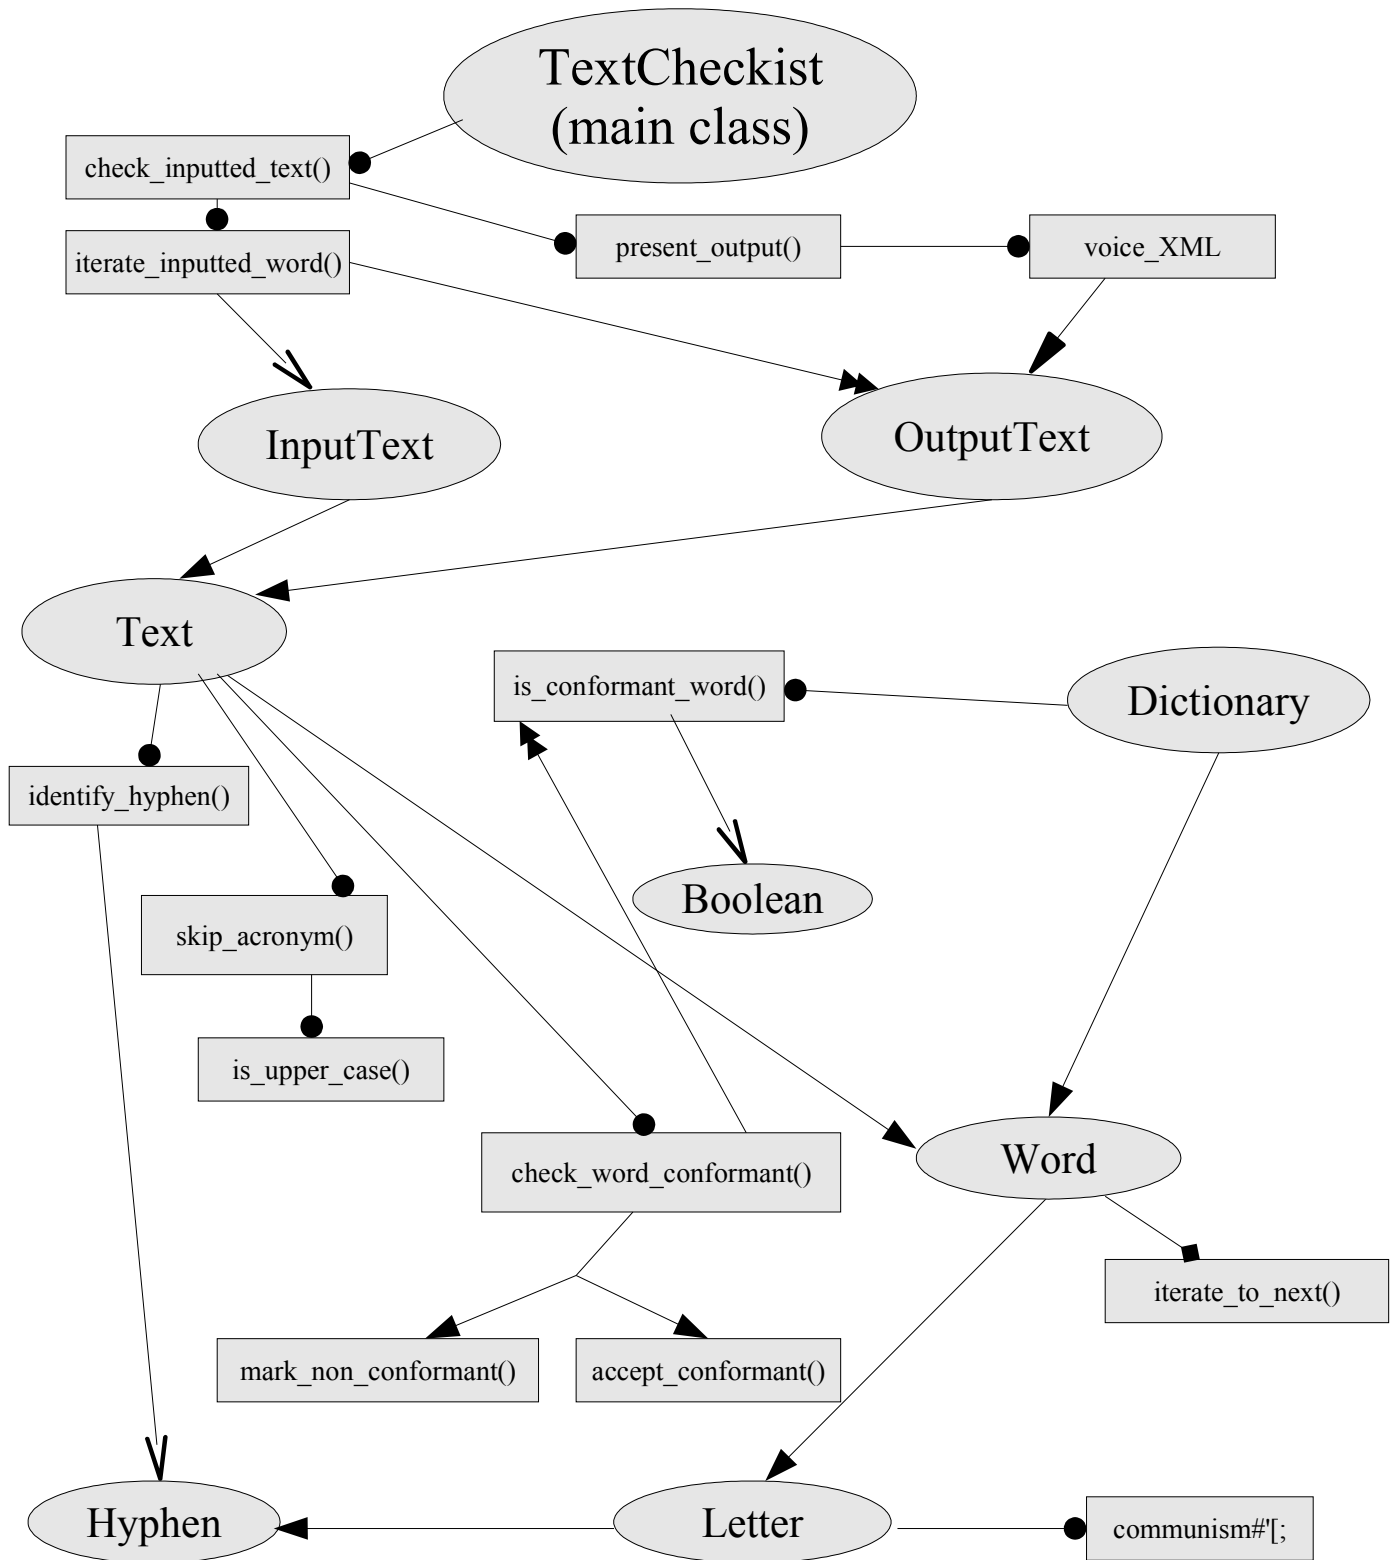 TextCheckist
(main class)
check_inputted_text()
present_output()
voice_XML
iterate_inputted_word()
InputText
OutputText
Text
is_conformant_word()
Dictionary
identify_hyphen()
Boolean
skip_acronym()
is_upper_case()
check_word_conformant()
Word
iterate_to_next()
mark_non_conformant()
accept_conformant()
Hyphen
Letter
communism#'[;